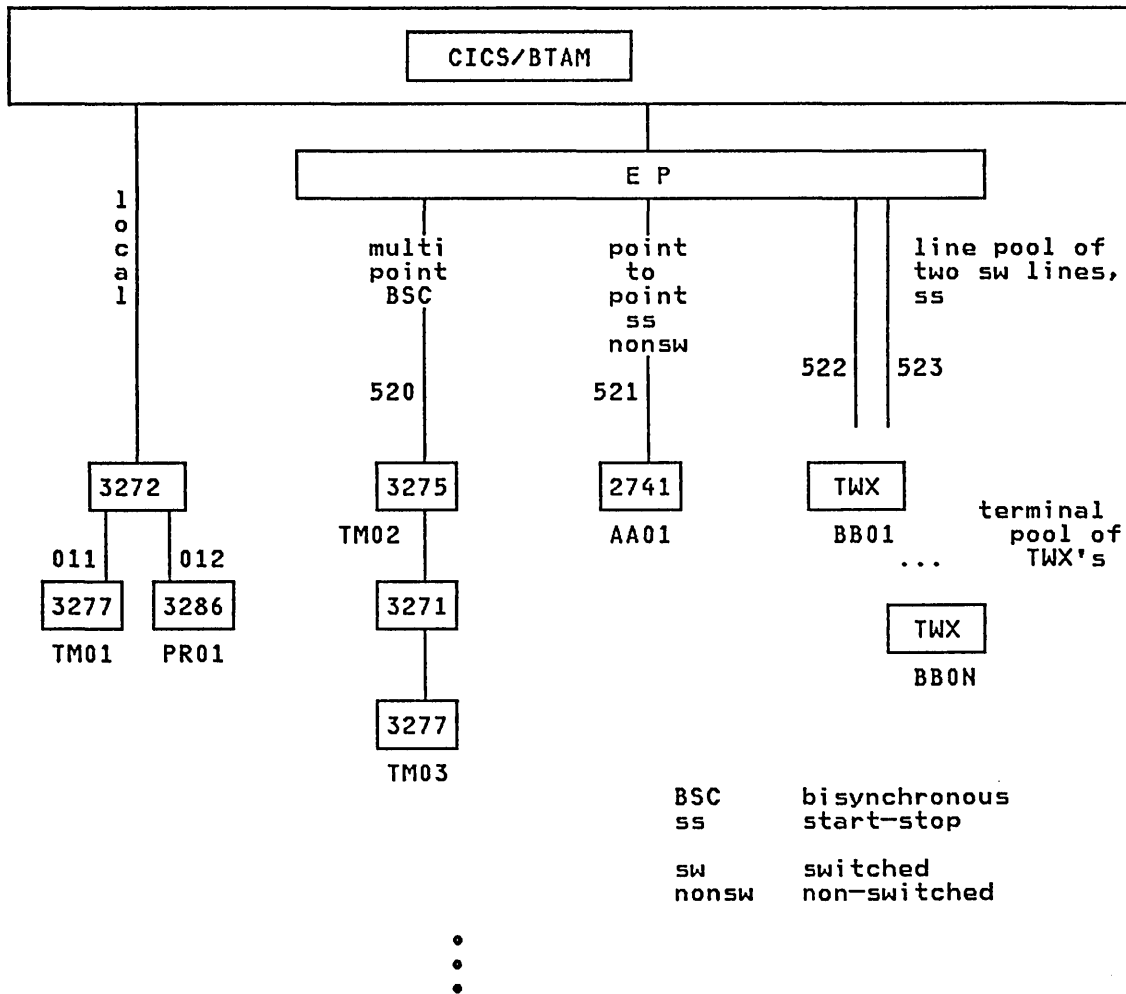 CICS/BTAM
E P
local
multi
point
BSC
point
to
point
ss
nonsw
line pool of
two sw lines,
ss
520
521
522
523
3272
3275
2741
TWX
TM02
AA01
BB01
terminal
pool of
TWX's
...
011
012
3277
3286
3271
TWX
TM01
PR01
BB0N
3277
TM03
BSC bisynchronous
ss start-stop
sw switched
nonsw non-switched